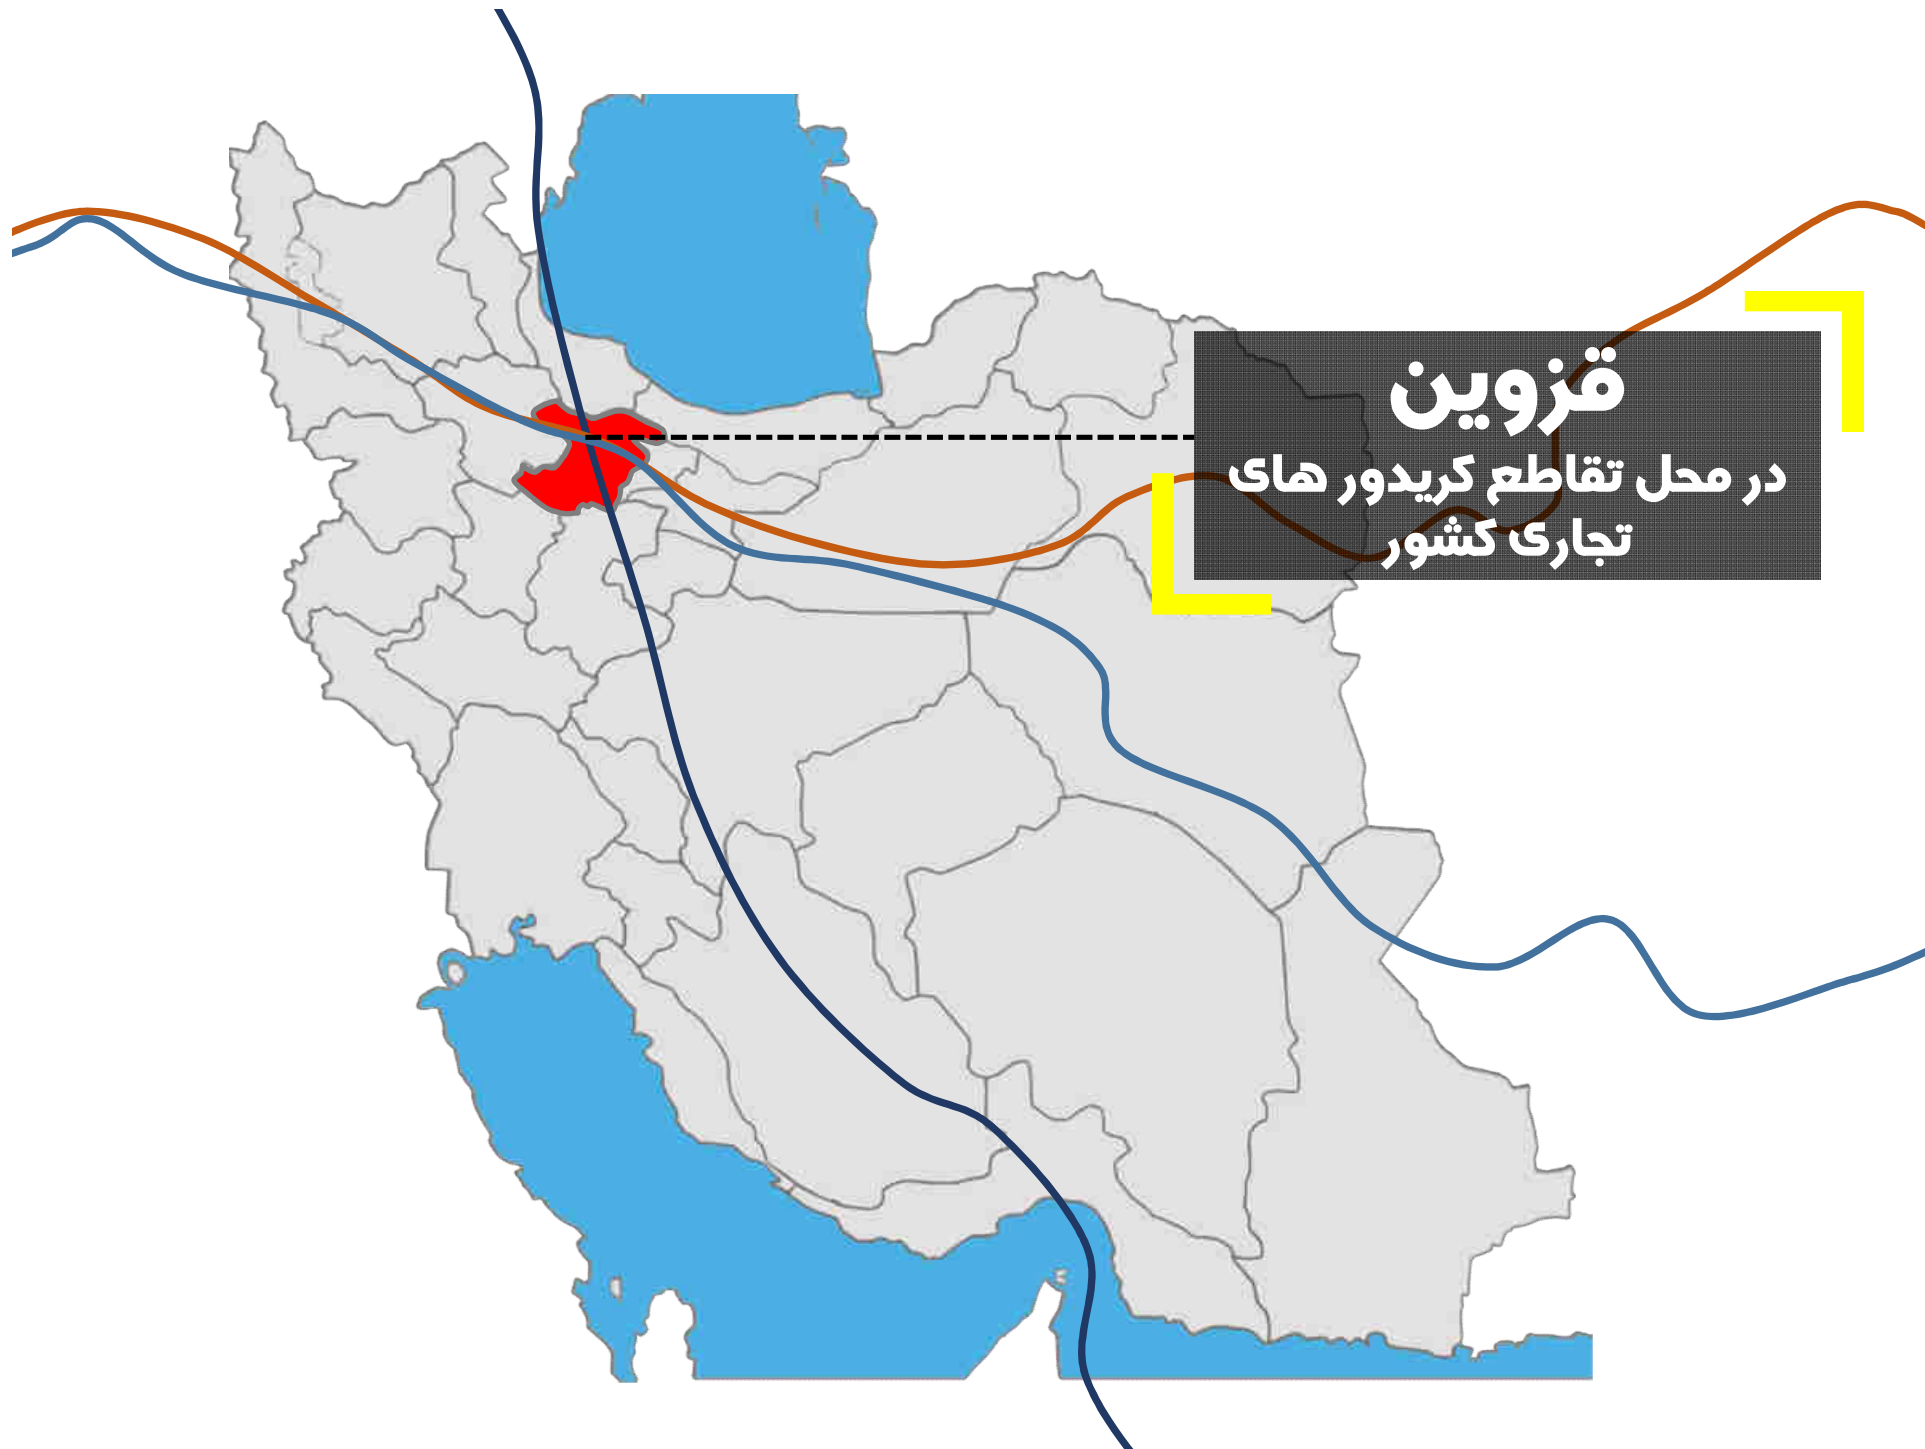 قزوین
در محل تقاطع کریدور های
تجاری کشور